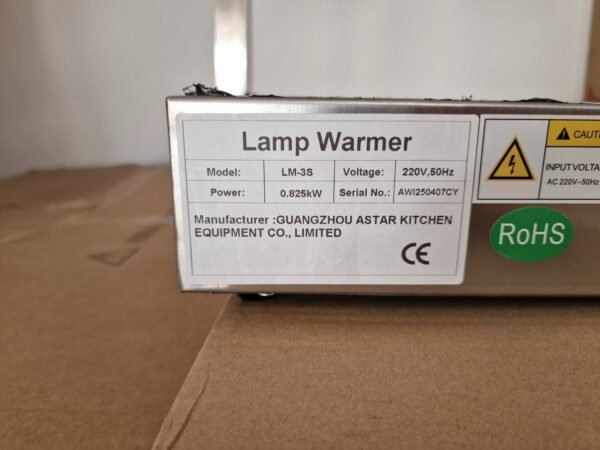 Lamp Warmer
Model: LM-3S Voltage: 220V,50Hz
Power: 0.825kW Serial No.: AWI250407CY
Manufacturer :GUANGZHOU ASTAR KITCHEN
EQUIPMENT CO., LIMITED
CE
CAUT
INPUT VOLTA
AC 220V~50Hz
RoHS